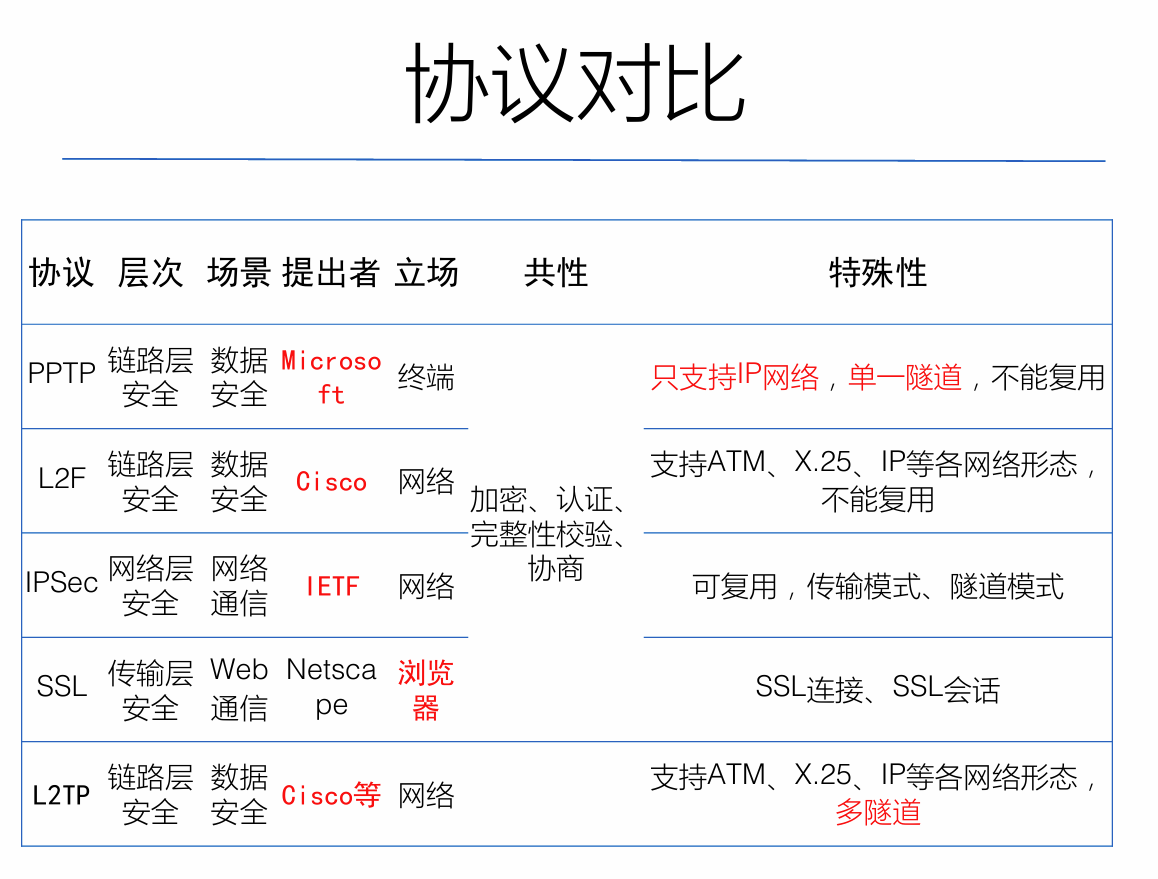 协议对比
协议 层次 场景 提出者 立场 共性 特殊性
PPTP 链路层 数据 Microso 终端 只支持IP网络，单一隧道，不能复用
安全 安全 ft
L2F 链路层 数据 Cisco 网络 支持ATM、X.25、IP等各网络形态，
安全 安全 不能复用
加密、认证、
完整性校验、
协商
IPSec 网络层 网络 IETF 网络 可复用，传输模式、隧道模式
安全 通信
SSL 传输层 Web Netsca 浏览 SSL连接、SSL会话
安全 通信 pe 器
L2TP 链路层 数据 Cisco等 网络 支持ATM、X.25、IP等各网络形态，
安全 安全 多隧道